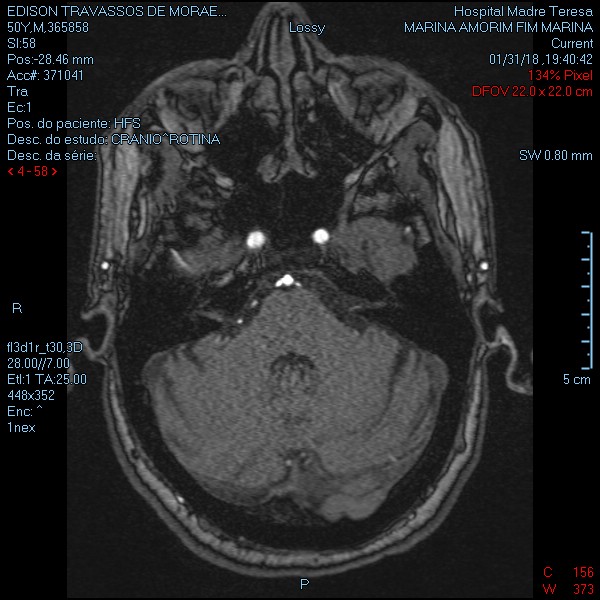 EDISON TRAVASSOS DE MORAE...
50Y,M,365858
Sl:58
Pos:-28.46 mm
Acc#: 371041
Tra
Ec:1
Pos. do paciente: HFS
Desc. do estudo: CRANIO^ROTINA
Desc. da série:
< 4 - 58 >
Lossy
Hospital Madre Teresa
MARINA AMORIM FIM MARINA
Current
01/31/18 ,19:40:42
134% Pixel
DFOV 22.0 x 22.0 cm
SW 0.80 mm
R
5 cm
fl3d1r_t30,3D
28.00//7.00
Etl:1 TA:25.00
448x352
Enc: ^
1nex
P
C 156
W 373